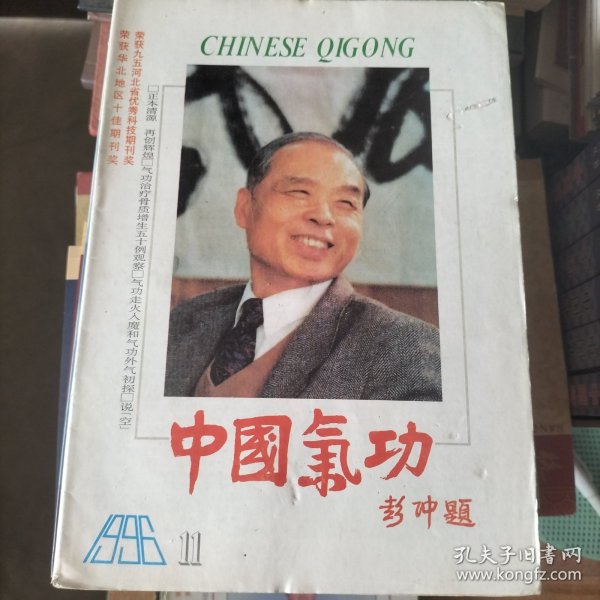 CHINESE QIGONG
荣获九五河北省优秀科技期刊奖
荣获华北地区十佳期刊奖
□正本清源 再创辉煌□气功治疗骨质增生五十例观察□气功走火入魔和气功外气初探□说“空”
中國氣功
彭冲題
1996 11
孔夫子旧书网
www.kongfz.com